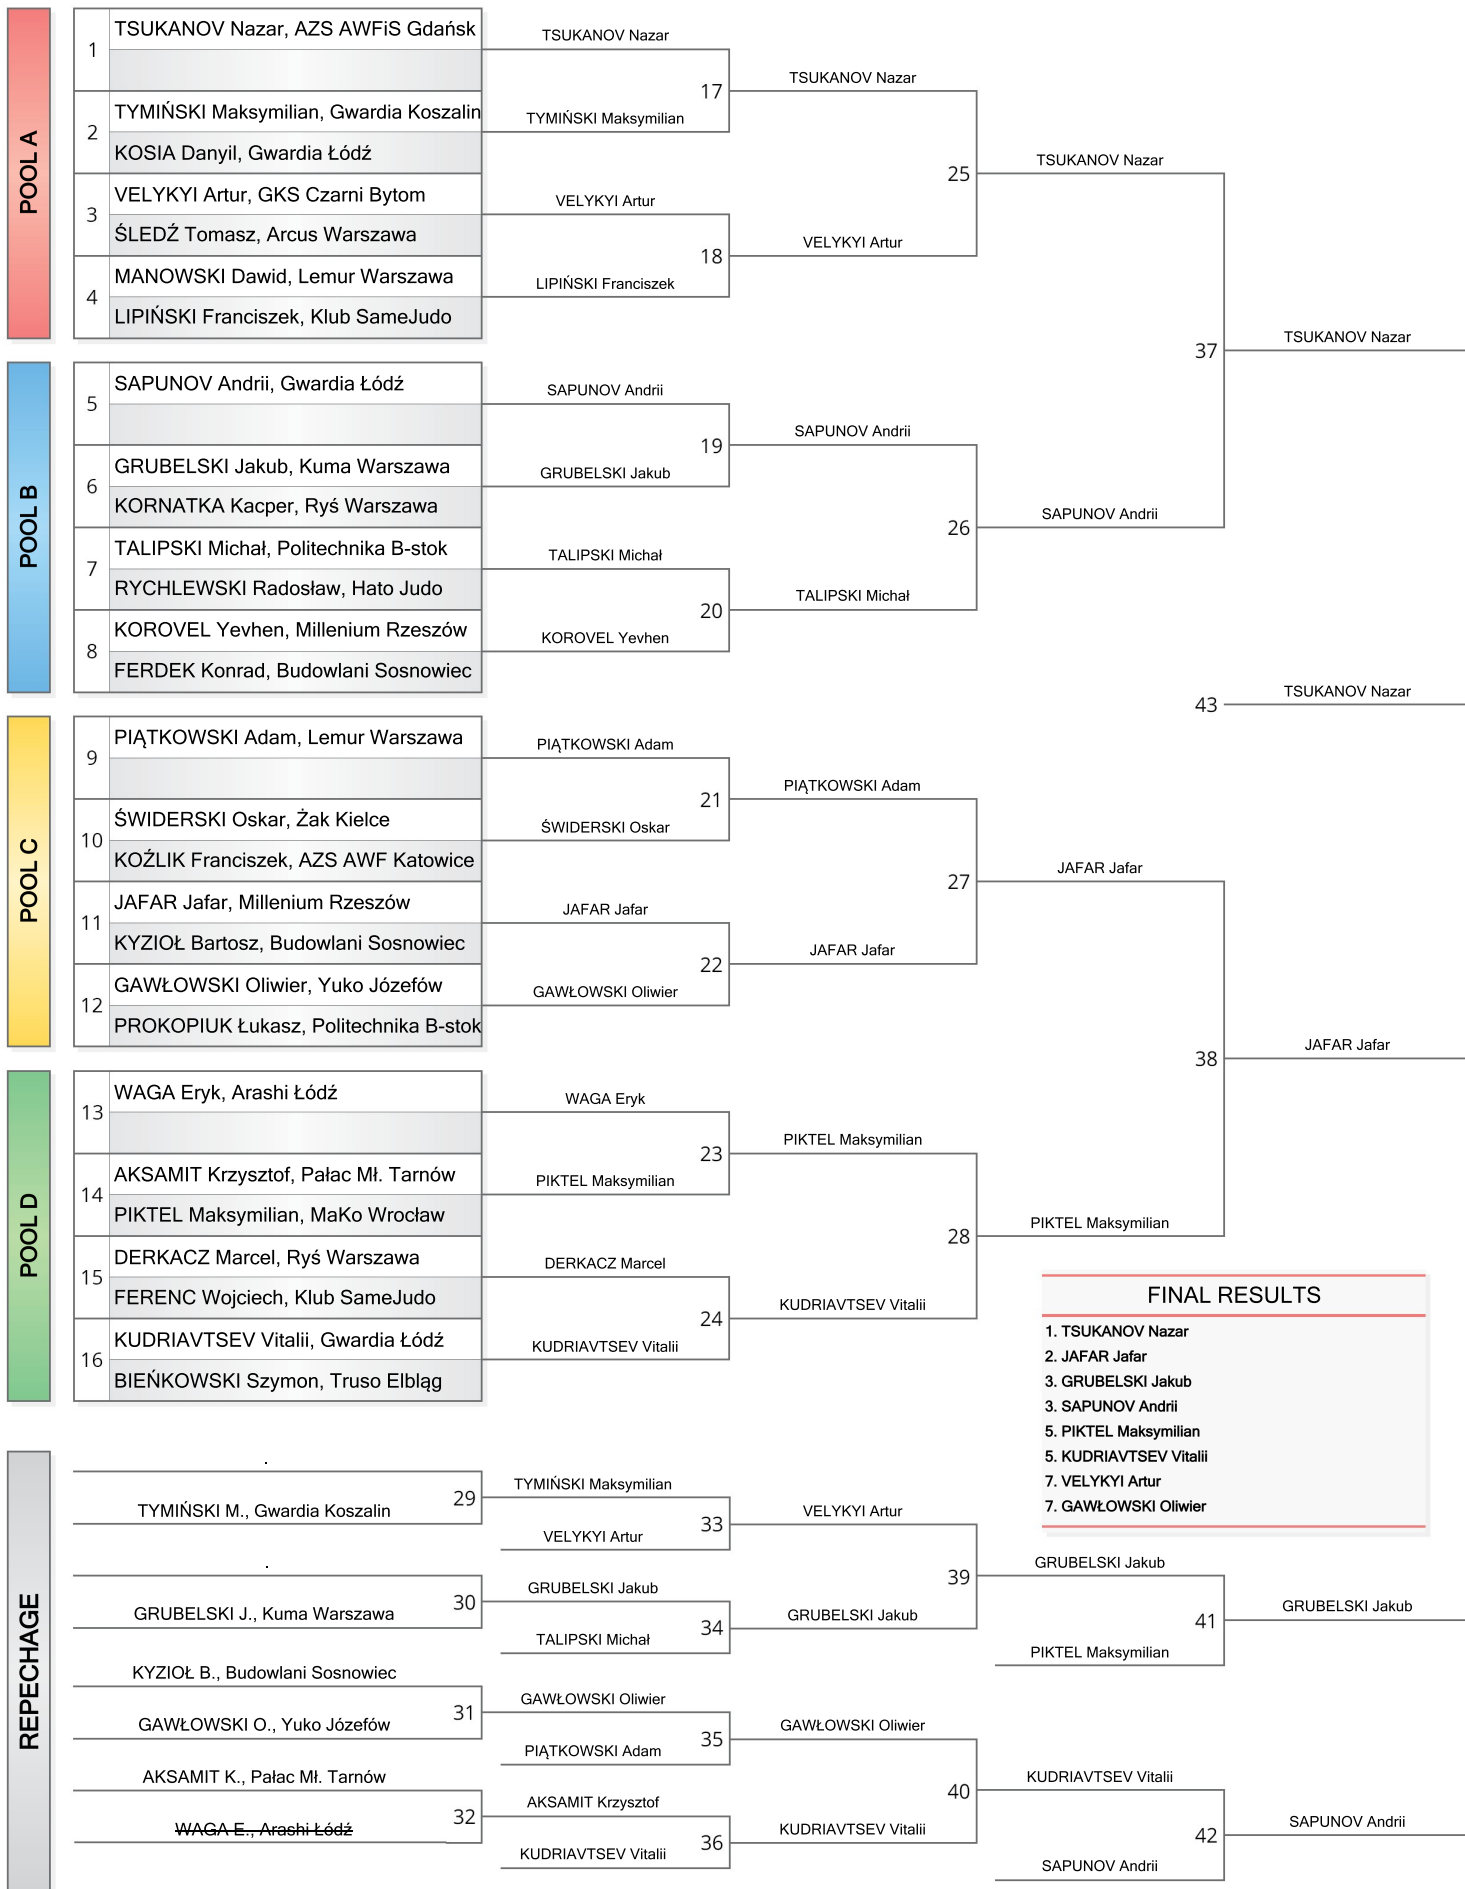 POOL A
1
TSUKANOV Nazar, AZS AWFiS Gdańsk
2
TYMIŃSKI Maksymilian, Gwardia Koszalin
KOSIA Danyil, Gwardia Łódź
3
VELYKYI Artur, GKS Czarni Bytom
ŚLEDŹ Tomasz, Arcus Warszawa
4
MANOWSKI Dawid, Lemur Warszawa
LIPIŃSKI Franciszek, Klub SameJudo
TSUKANOV Nazar
17
TYMIŃSKI Maksymilian
VELYKYI Artur
18
LIPIŃSKI Franciszek
TSUKANOV Nazar
25
VELYKYI Artur
TSUKANOV Nazar
POOL B
5
SAPUNOV Andrii, Gwardia Łódź
6
GRUBELSKI Jakub, Kuma Warszawa
KORNATKA Kacper, Ryś Warszawa
7
TALIPSKI Michał, Politechnika B-stok
RYCHLEWSKI Radosław, Hato Judo
8
KOROVEL Yevhen, Millenium Rzeszów
FERDEK Konrad, Budowlani Sosnowiec
SAPUNOV Andrii
19
GRUBELSKI Jakub
TALIPSKI Michał
20
KOROVEL Yevhen
SAPUNOV Andrii
26
TALIPSKI Michał
SAPUNOV Andrii
37
TSUKANOV Nazar
43
TSUKANOV Nazar
POOL C
9
PIĄTKOWSKI Adam, Lemur Warszawa
10
ŚWIDERSKI Oskar, Żak Kielce
KOŹLIK Franciszek, AZS AWF Katowice
11
JAFAR Jafar, Millenium Rzeszów
KYZIOŁ Bartosz, Budowlani Sosnowiec
12
GAWŁOWSKI Oliwier, Yuko Józefów
PROKOPIUK Łukasz, Politechnika B-stok
PIĄTKOWSKI Adam
21
ŚWIDERSKI Oskar
JAFAR Jafar
22
GAWŁOWSKI Oliwier
PIĄTKOWSKI Adam
27
JAFAR Jafar
JAFAR Jafar
POOL D
13
WAGA Eryk, Arashi Łódź
14
AKSAMIT Krzysztof, Pałac Mł. Tarnów
PIKTEL Maksymilian, MaKo Wrocław
15
DERKACZ Marcel, Ryś Warszawa
FERENC Wojciech, Klub SameJudo
16
KUDRIAVTSEV Vitalii, Gwardia Łódź
BIEŃKOWSKI Szymon, Truso Elbląg
WAGA Eryk
23
PIKTEL Maksymilian
DERKACZ Marcel
24
KUDRIAVTSEV Vitalii
PIKTEL Maksymilian
28
KUDRIAVTSEV Vitalii
PIKTEL Maksymilian
38
JAFAR Jafar
FINAL RESULTS
1. TSUKANOV Nazar
2. JAFAR Jafar
3. GRUBELSKI Jakub
3. SAPUNOV Andrii
5. PIKTEL Maksymilian
5. KUDRIAVTSEV Vitalii
7. VELYKYI Artur
7. GAWŁOWSKI Oliwier
REPECHAGE
.
29
TYMIŃSKI M., Gwardia Koszalin
.
30
GRUBELSKI J., Kuma Warszawa
KYZIOŁ B., Budowlani Sosnowiec
31
GAWŁOWSKI O., Yuko Józefów
AKSAMIT K., Pałac Mł. Tarnów
32
WAGA E., Arashi Łódź
TYMIŃSKI Maksymilian
33
VELYKYI Artur
GRUBELSKI Jakub
34
TALIPSKI Michał
GAWŁOWSKI Oliwier
35
PIĄTKOWSKI Adam
AKSAMIT Krzysztof
36
KUDRIAVTSEV Vitalii
VELYKYI Artur
39
GRUBELSKI Jakub
GAWŁOWSKI Oliwier
40
KUDRIAVTSEV Vitalii
GRUBELSKI Jakub
41
PIKTEL Maksymilian
KUDRIAVTSEV Vitalii
42
SAPUNOV Andrii
GRUBELSKI Jakub
SAPUNOV Andrii